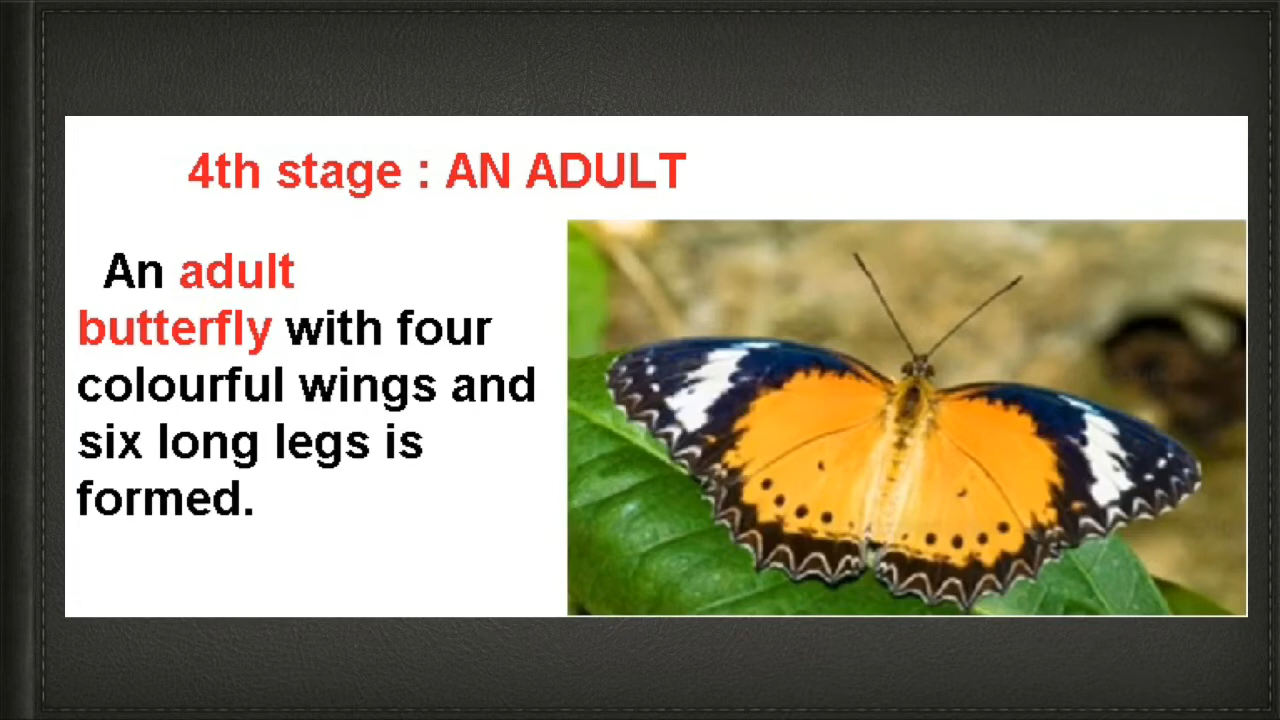 4th stage : AN ADULT
An adult
butterfly with four
colourful wings and
six long legs is
formed.